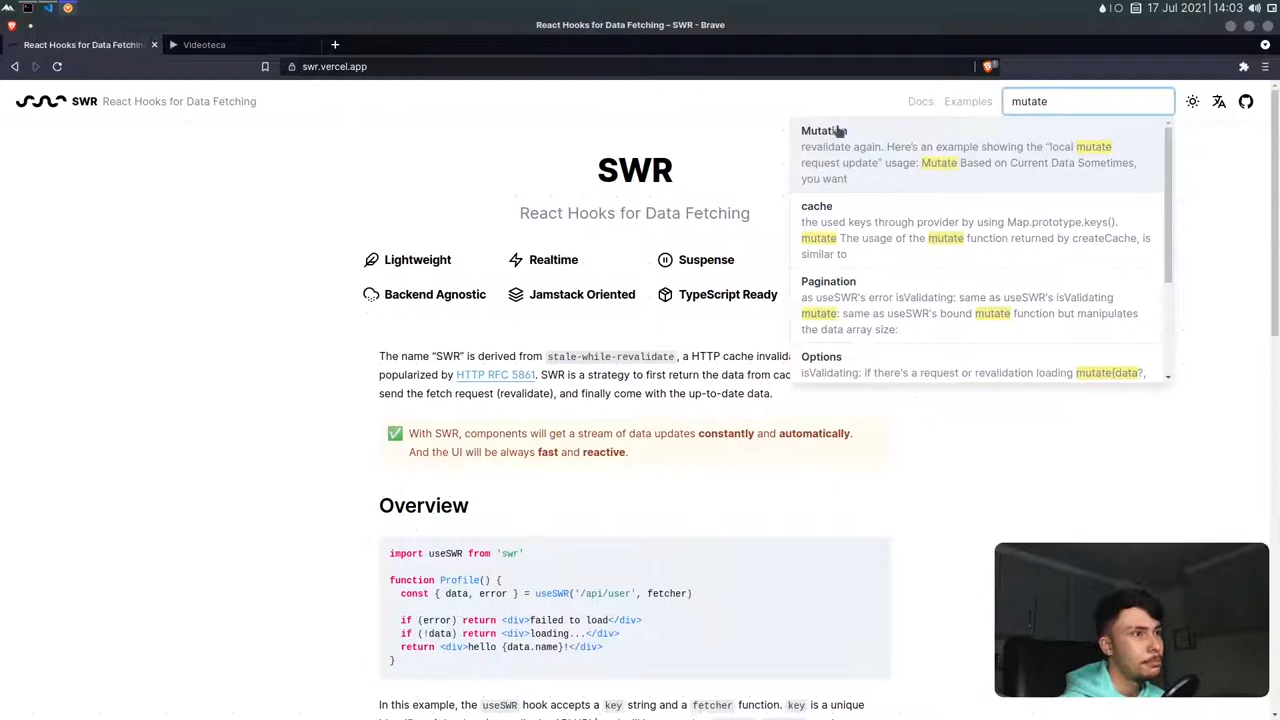 17 Jul 2021 14:03
React Hooks for Data Fetching – SWR - Brave
React Hooks for Data Fetchin
Videoteca
swr.vercel.app
SWR React Hooks for Data Fetching
Docs Examples mutate
SWR
React Hooks for Data Fetching
Lightweight
Realtime
Suspense
Backend Agnostic
Jamstack Oriented
TypeScript Ready
Mutation
revalidate again. Here's an example showing the “local mutate
request update” usage: Mutate Based on Current Data Sometimes,
you want
cache
the used keys through provider by using Map.prototype.keys().
mutate The usage of the mutate function returned by createCache, is
similar to
Pagination
as useSWR's error isValidating: same as useSWR's isValidating
mutate: same as useSWR's bound mutate function but manipulates
the data array size:
Options
isValidating: if there's a request or revalidation loading mutate(data?,
The name “SWR” is derived from stale-while-revalidate, a HTTP cache invalida
popularized by HTTP RFC 5861. SWR is a strategy to first return the data from cac
send the fetch request (revalidate), and finally come with the up-to-date data.
With SWR, components will get a stream of data updates constantly and automatically.
And the UI will be always fast and reactive.
Overview
import useSWR from 'swr'
function Profile() {
const { data, error } = useSWR('/api/user', fetcher)
if (error) return <div>failed to load</div>
if (!data) return <div>loading...</div>
return <div>hello {data.name}!</div>
}
In this example, the useSWR hook accepts a key string and a fetcher function. key is a unique